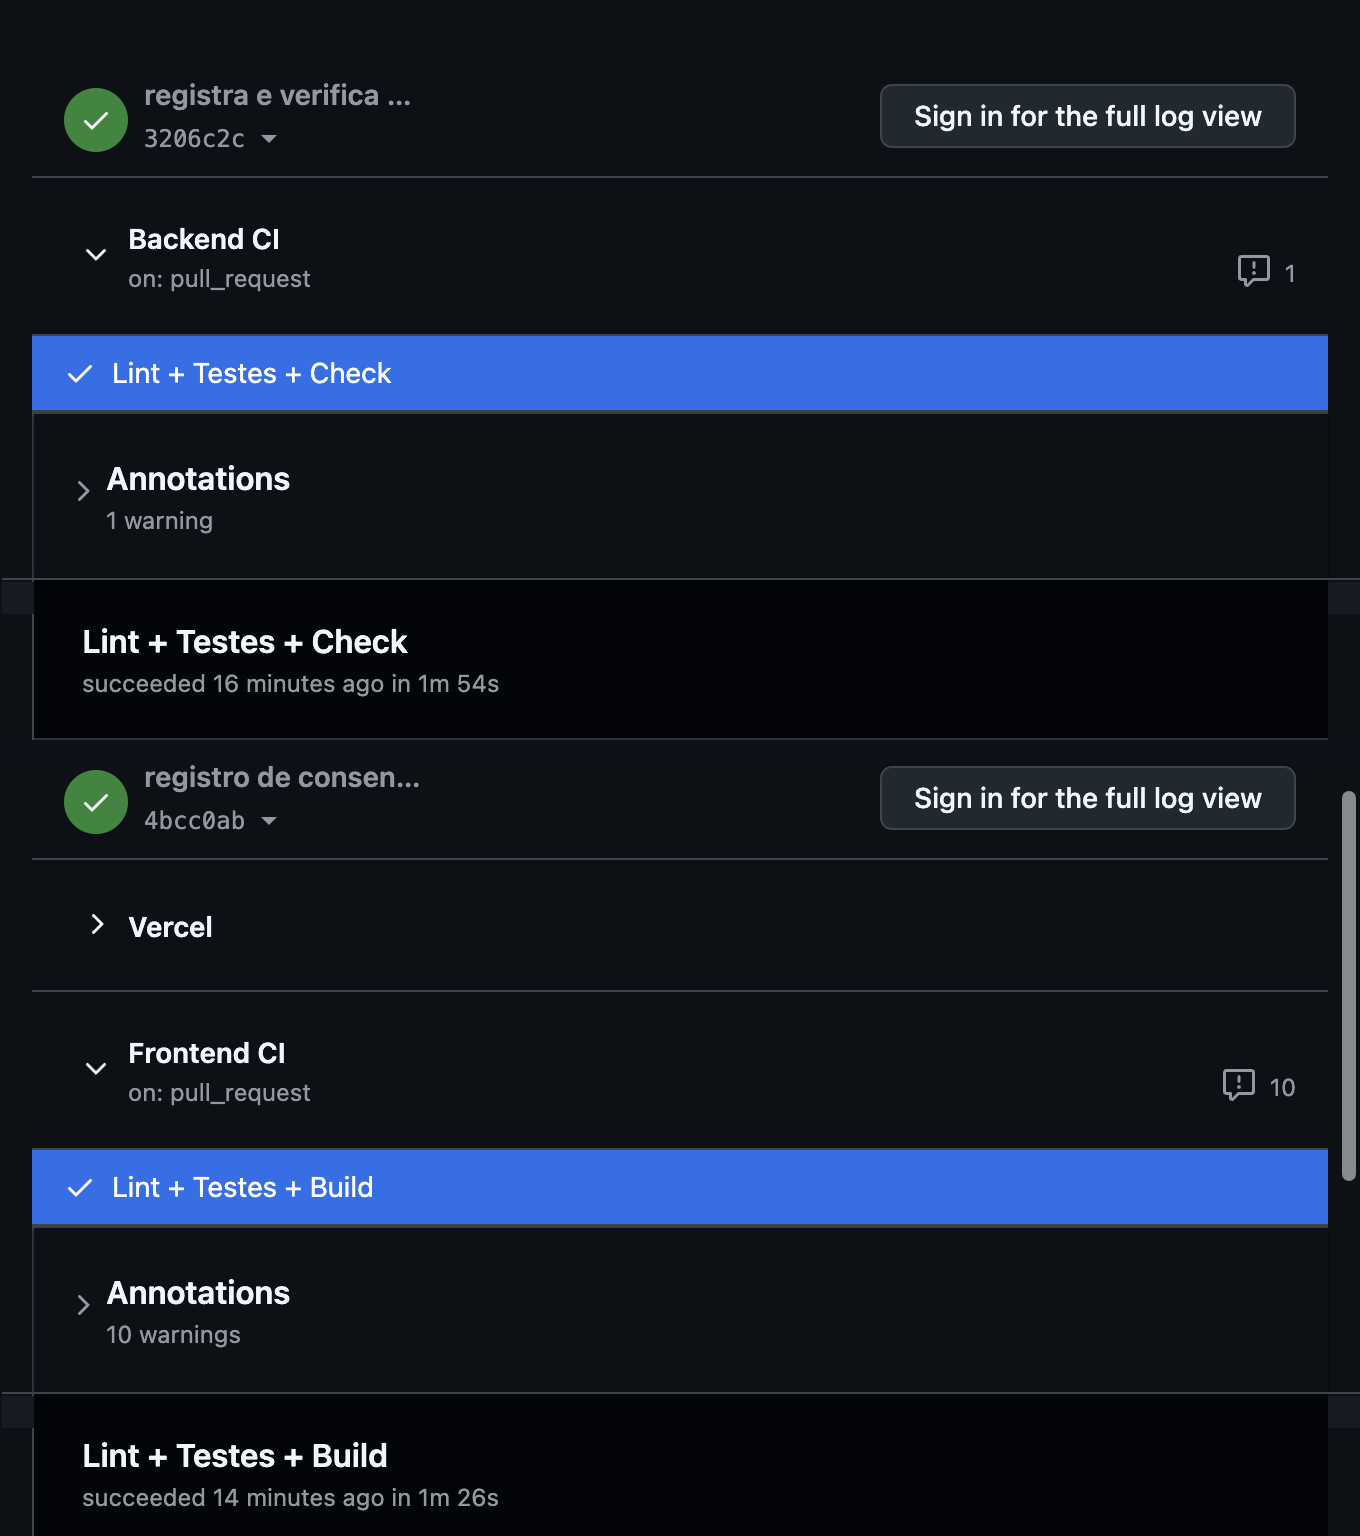 registra e verifica ...
3206c2c
Sign in for the full log view
Backend CI
on: pull_request
1
Lint + Testes + Check
Annotations
1 warning
Lint + Testes + Check
succeeded 16 minutes ago in 1m 54s
registro de consen...
4bcc0ab
Sign in for the full log view
Vercel
Frontend CI
on: pull_request
10
Lint + Testes + Build
Annotations
10 warnings
Lint + Testes + Build
succeeded 14 minutes ago in 1m 26s